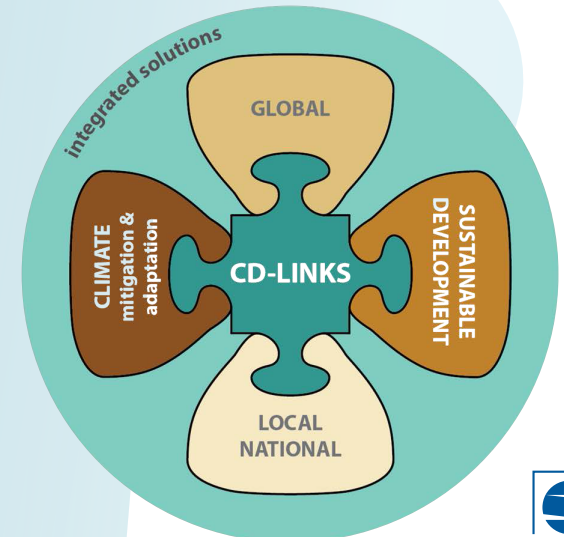 integrated solutions
GLOBAL
CLIMATE
mitigation &
adaptation
CD-LINKS
SUSTAINABLE
DEVELOPMENT
LOCAL
NATIONAL